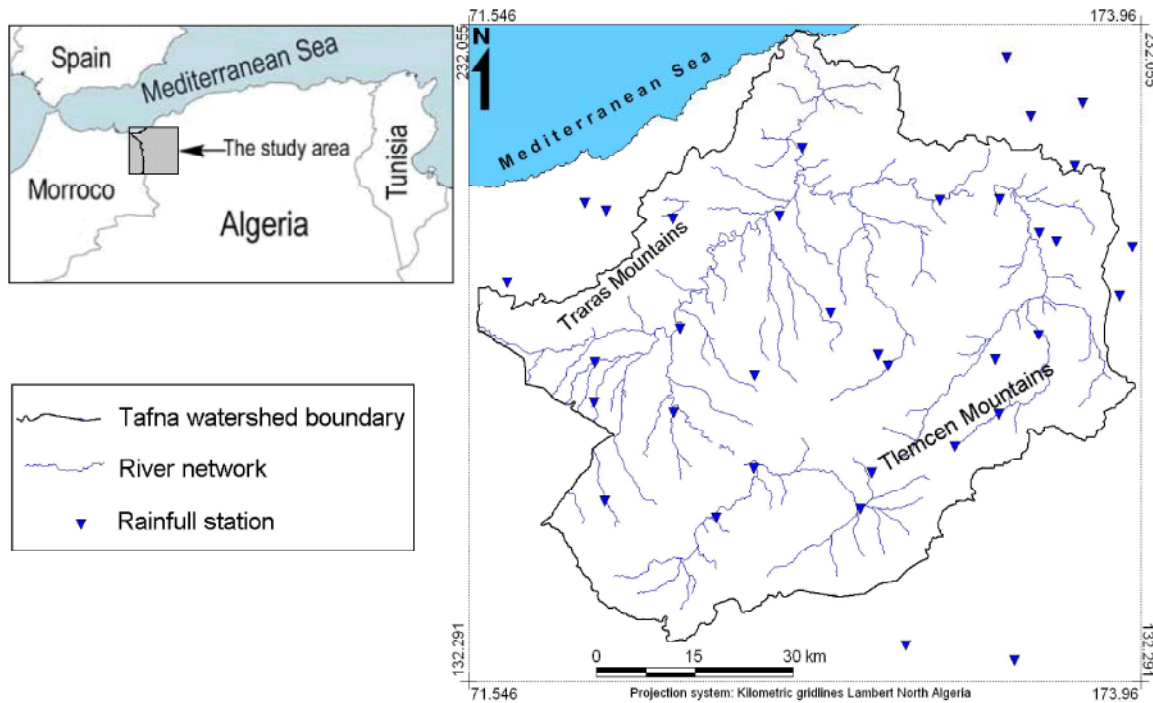 Spain
Mediterranean Sea
The study area
Tunisia
Morroco
Algeria
Tafna watershed boundary
River network
Rainfull station
71.546
173.96
232.055
232.055
N
Mediterranean Sea
Traras Mountains
Tlemcen Mountains
132.291
132.291
0 15 30 km
71.546
Projection system: Kilometric gridlines Lambert North Algeria
173.96